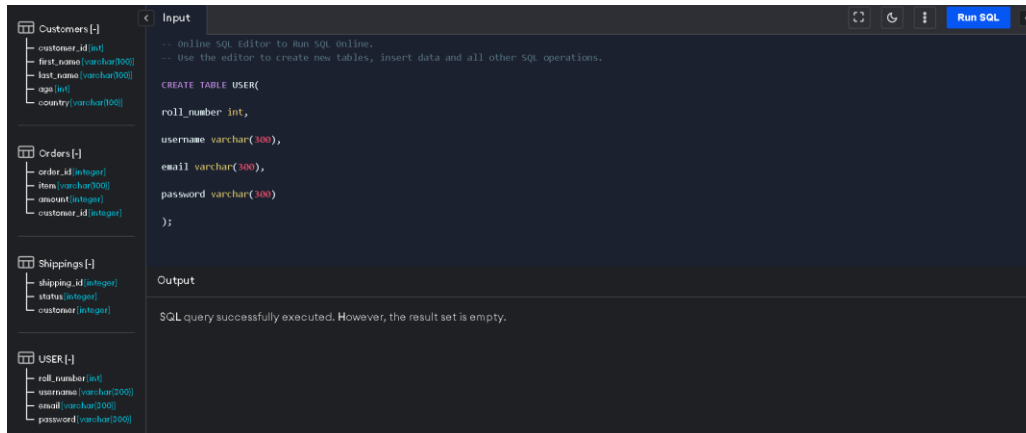 Customers [-]
customer_id [int]
first_name [varchar(100)]
last_name [varchar(100)]
age [int]
country [varchar(100)]
Orders [-]
order_id [integer]
item [varchar(100)]
amount [integer]
customer_id [integer]
Shippings [-]
shipping_id [integer]
status [integer]
customer [integer]
USER [-]
roll_number [int]
username [varchar(300)]
email [varchar(300)]
password [varchar(300)]
Input
Run SQL
-- Online SQL Editor to Run SQL Online.
-- Use the editor to create new tables, insert data and all other SQL operations.
CREATE TABLE USER(
roll_number int,
username varchar(300),
email varchar(300),
password varchar(300)
);
Output
SQL query successfully executed. However, the result set is empty.